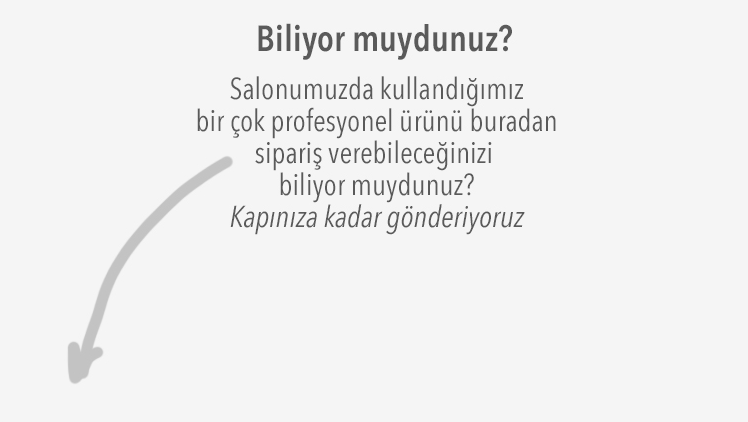 Biliyor muydunuz?
Salonumuzda kullandığımız
bir çok profesyonel ürünü buradan
sipariş verebileceğinizi
biliyor muydunuz?
Kapınıza kadar gönderiyoruz